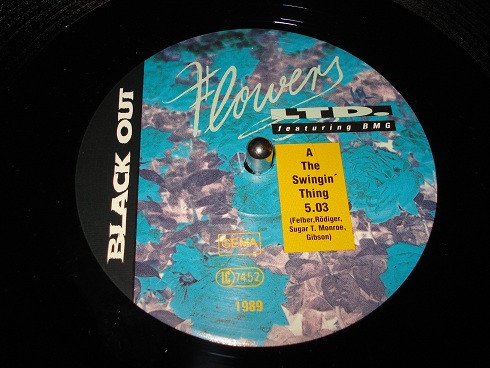 BLACK OUT
Flowers
LTD.
featuring BMG
A
The
Swingin´
Thing
5.03
(Felber, Rödiger,
Sugar T. Monroe,
Gibson)
GEMA
LC 7452
1989